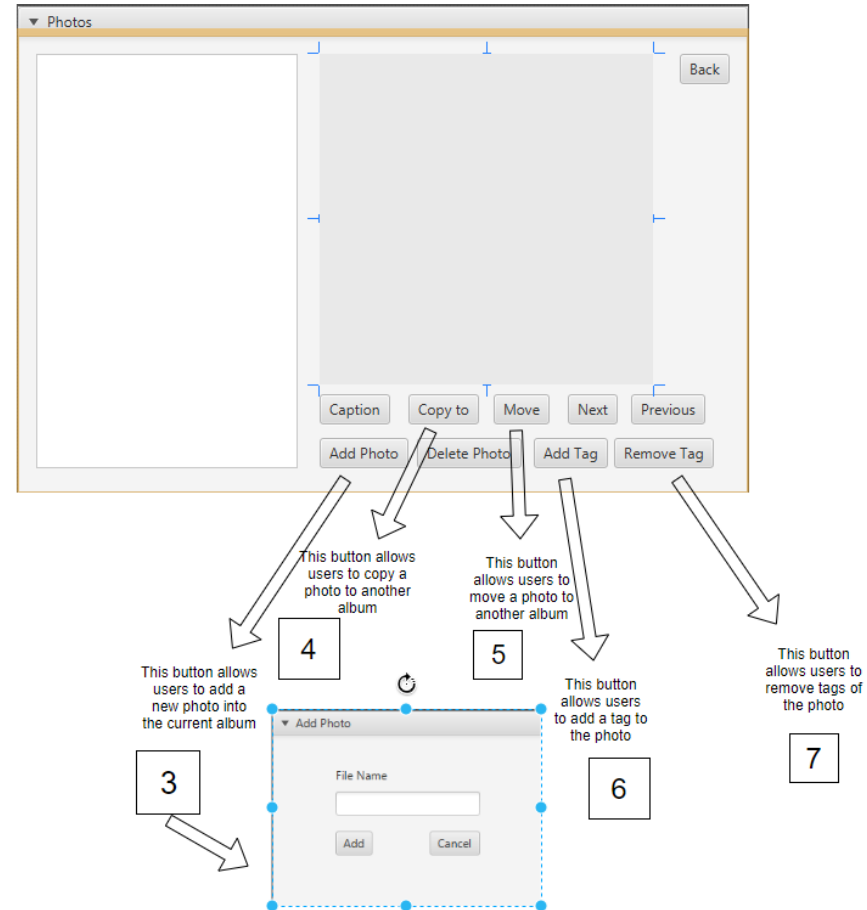 Photos
Back
Caption
Copy to
Move
Next
Previous
Add Photo
Delete Photo
Add Tag
Remove Tag
This button allows
users to copy a
photo to another
album
4
This button
allows users to
move a photo to
another album
5
This button allows
users to add a
new photo into
the current album
3
This button
allows users
to add a tag to
the photo
6
This button
allows users to
remove tags of
the photo
7
Add Photo
File Name
Add
Cancel